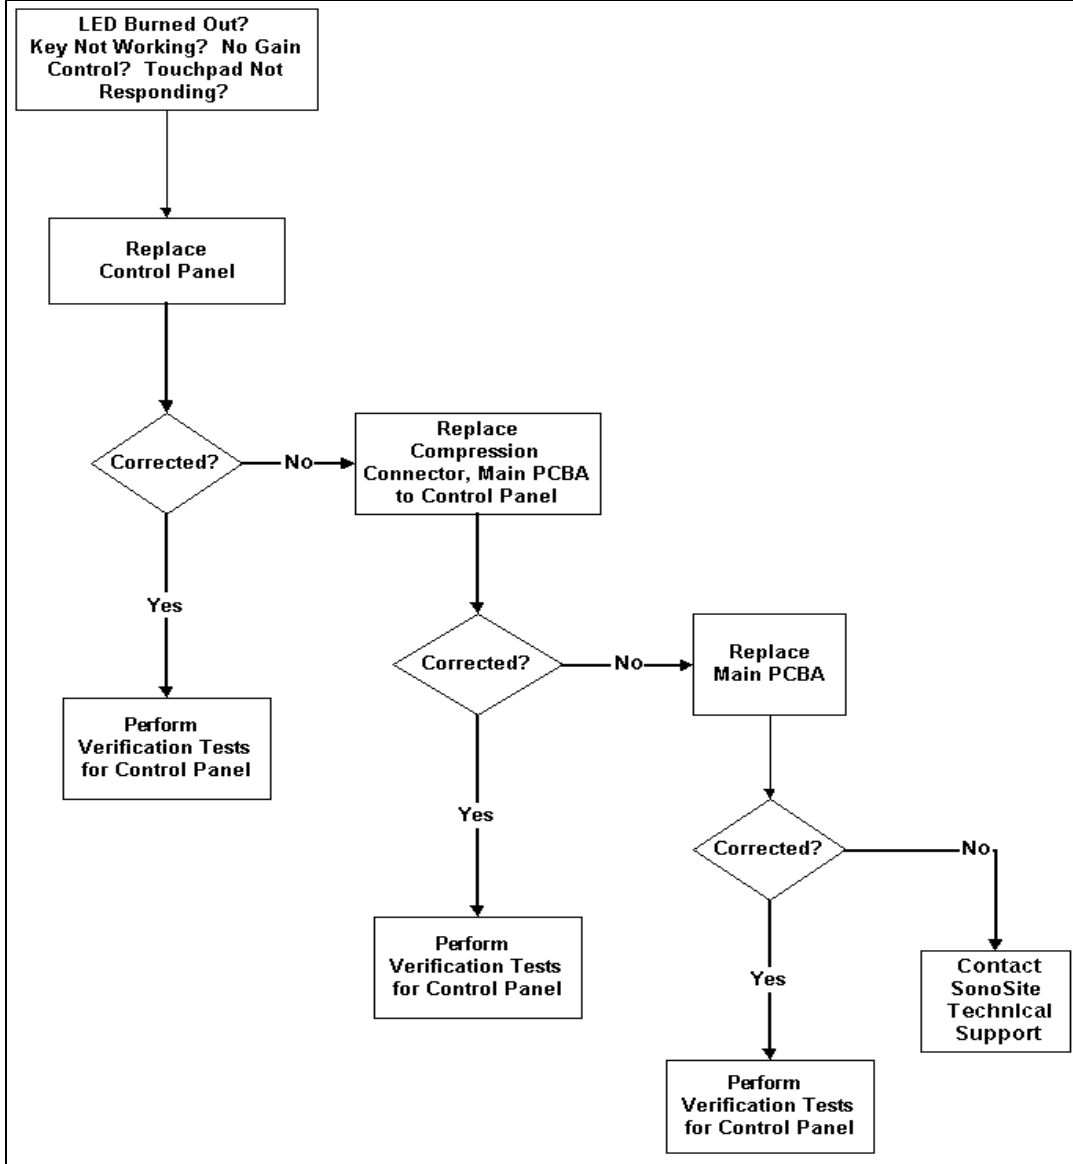 LED Burned Out?
Key Not Working? No Gain
Control? Touchpad Not
Responding?
Replace
Control Panel
Corrected?
No
Replace
Compression
Connector, Main PCBA
to Control Panel
Yes
Perform
Verification Tests
for Control Panel
Corrected?
No
Replace
Main PCBA
Yes
Perform
Verification Tests
for Control Panel
Corrected?
No
Contact
SonoSite
Technical
Support
Yes
Perform
Verification Tests
for Control Panel